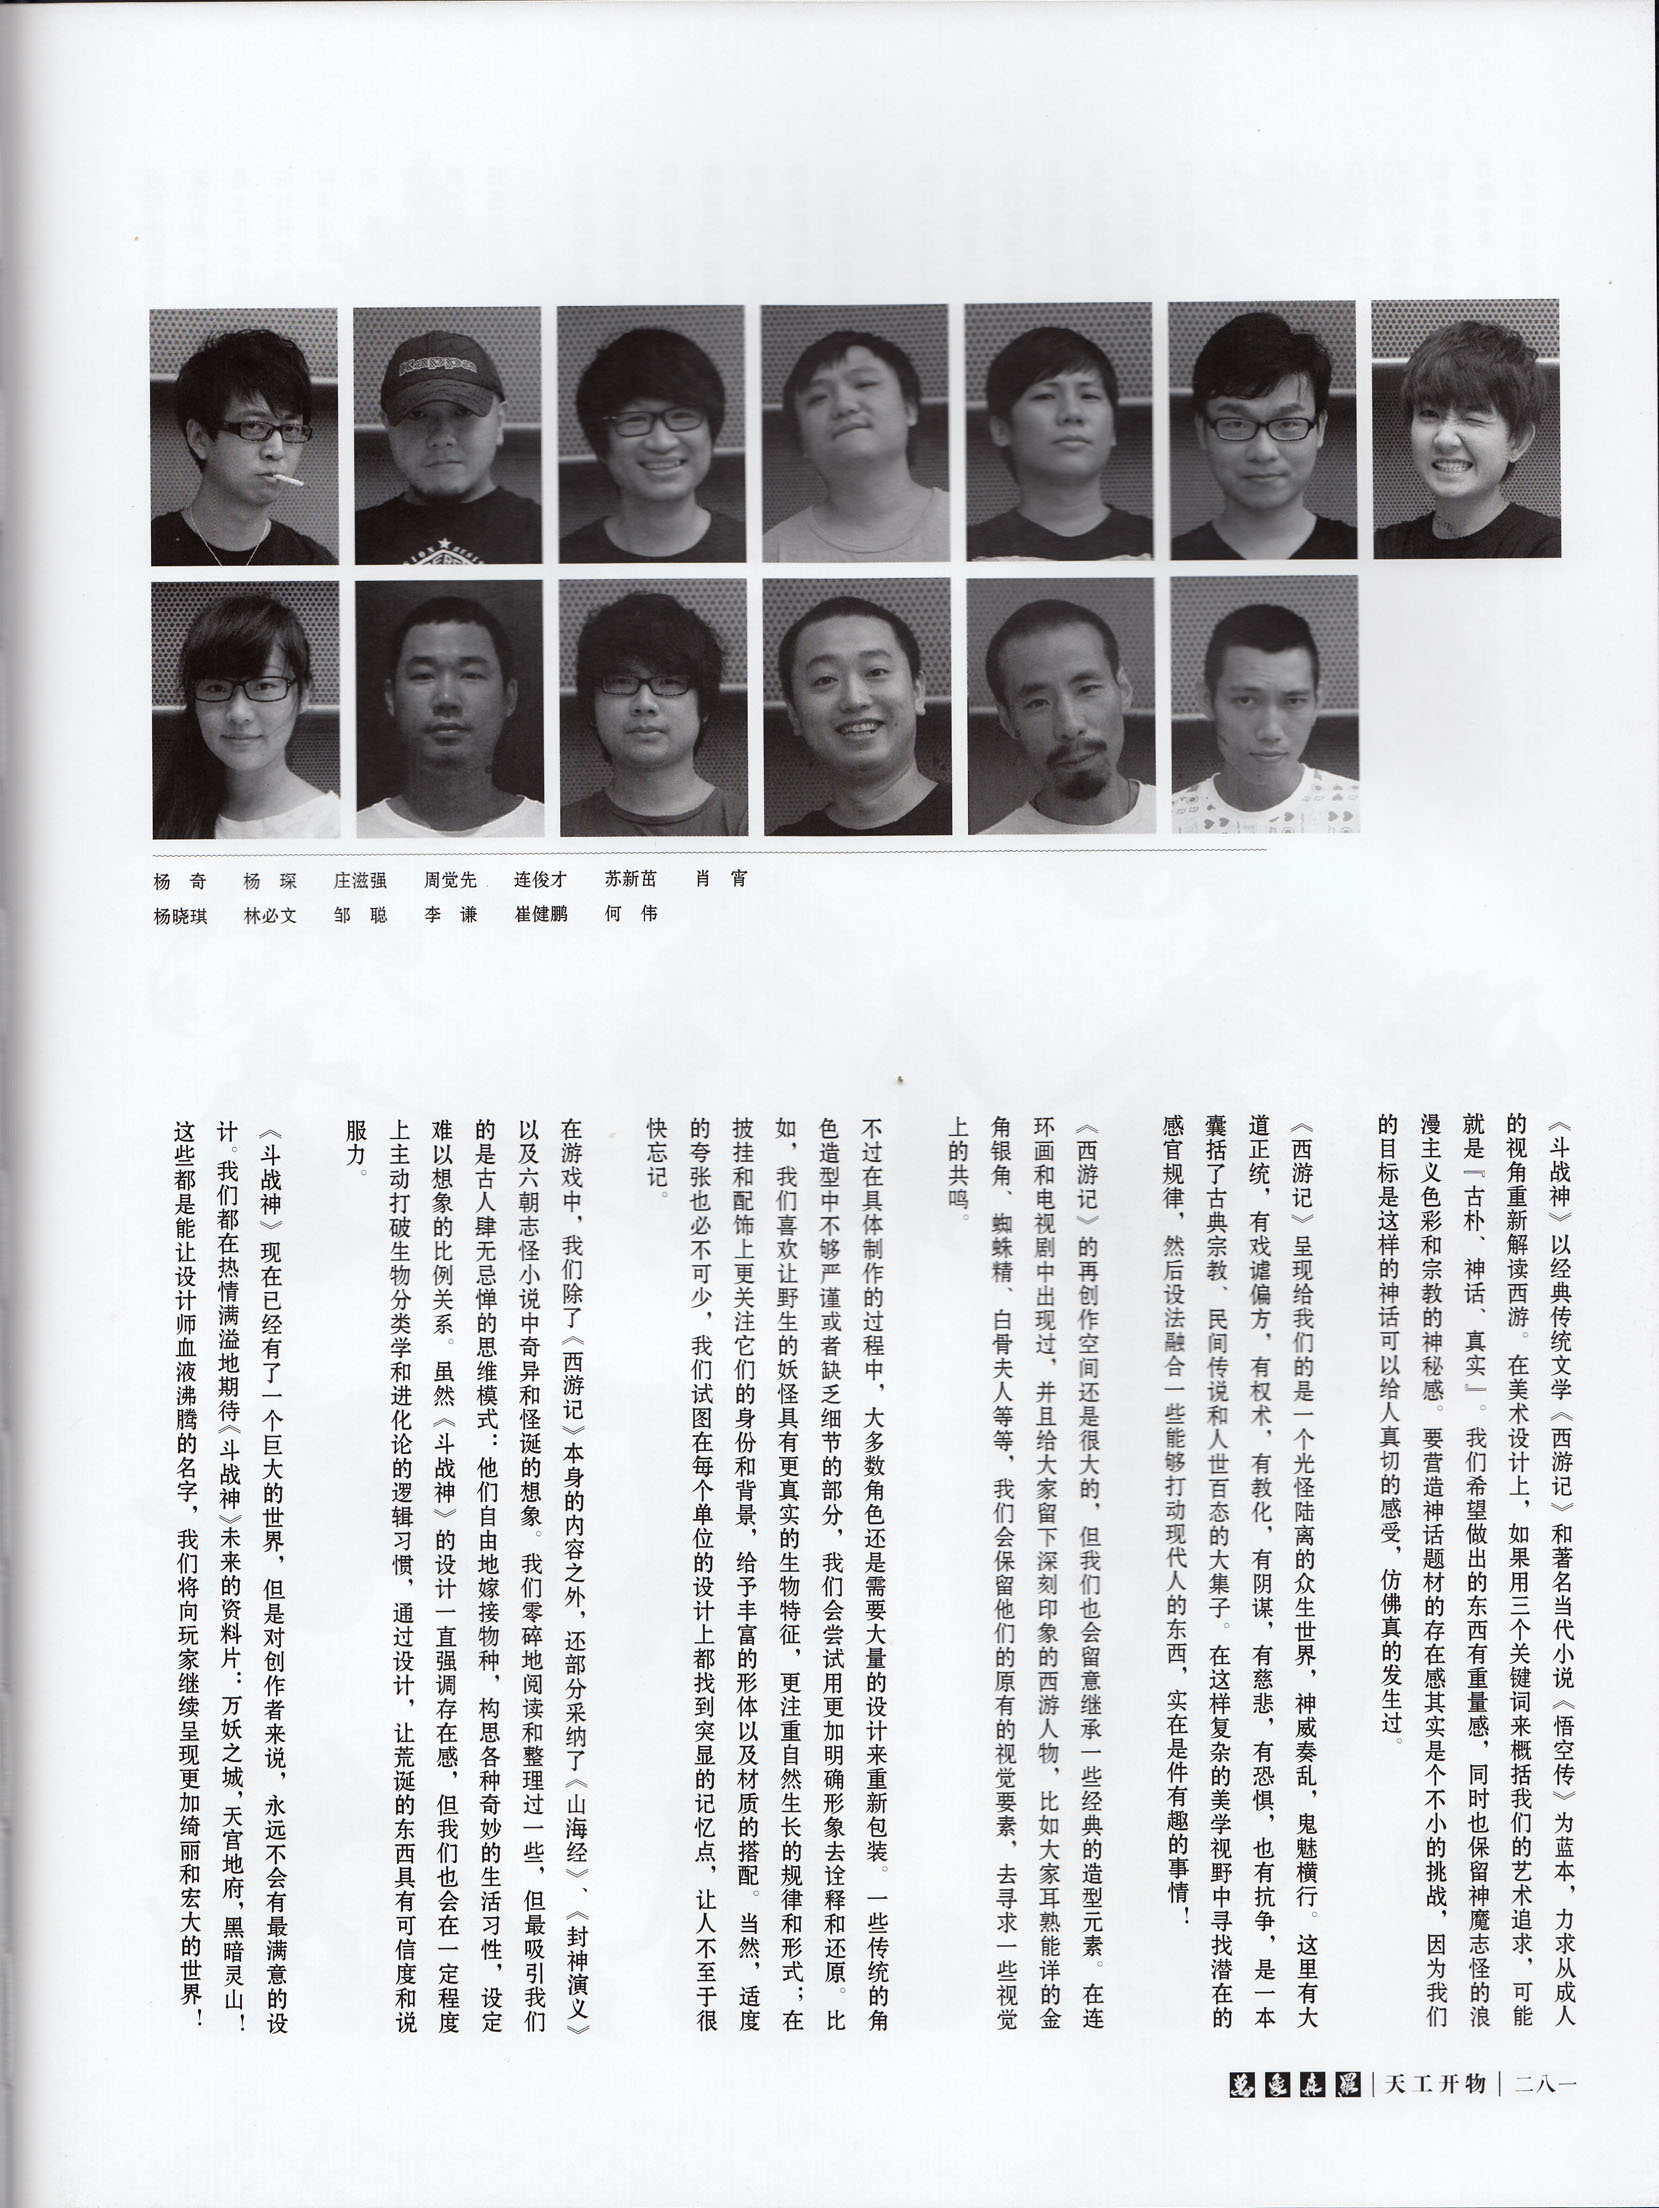 杨 奇 杨 琛 庄滋强 周觉先 连俊才 苏新茁 肖 宵
杨晓琪 林必文 邹 聪 李 谦 崔健鹏 何 伟
《斗战神》以经典传统文学《西游记》和著名当代小说《悟空传》为蓝本，力求从成人
的视角重新解读西游。在美术设计上，如果用三个关键词来概括我们的艺术追求，可能
就是『古朴、神话、真实』。我们希望做出的东西有重量感，同时也保留神魔志怪的浪
漫主义色彩和宗教的神秘感。要营造神话题材的存在感其实是个不小的挑战，因为我们
的目标是这样的神话可以给人真切的感受，仿佛真的发生过。
《西游记》呈现给我们的是一个光怪陆离的众生世界，神威奏乱，鬼魅横行。这里有大
道正统，有戏谑偏方，有权术，有教化，有阴谋，有慈悲，有恐惧，也有抗争，是一本
囊括了古典宗教、民间传说和人世百态的大集子。在这样复杂的美学视野中寻找潜在的
感官规律，然后设法融合一些能够打动现代人的东西，实在是件有趣的事情！
《西游记》的再创作空间还是很大的，但我们也会留意继承一些经典的造型元素。在连
环画和电视剧中出现过，并且给大家留下深刻印象的西游人物，比如大家耳熟能详的金
角银角、蜘蛛精、白骨夫人等等，我们会保留他们的原有的视觉要素，去寻求一些视觉
上的共鸣。
不过在具体制作的过程中，大多数角色还是需要大量的设计来重新包装。一些传统的角
色造型中不够严谨或者缺乏细节的部分，我们会尝试用更加明确形象去诠释和还原。比
如，我们喜欢让野生的妖怪具有更真实的生物特征，更注重自然生长的规律和形式；在
披挂和配饰上更关注它们的身份和背景，给予丰富的形体以及材质的搭配。当然，适度
的夸张也必不可少，我们试图在每个单位的设计上都找到突显的记忆点，让人不至于很
快忘记。
在游戏中，我们除了《西游记》本身的内容之外，还部分采纳了《山海经》、《封神演义》
以及六朝志怪小说中奇异和怪诞的想象。我们零碎地阅读和整理过一些，但最吸引我们
的是古人肆无忌惮的思维模式：他们自由地嫁接物种，构思各种奇妙的生活习性，设定
难以想象的比例关系。虽然《斗战神》的设计一直强调存在感，但我们也会在一定程度
上主动打破生物分类学和进化论的逻辑习惯，通过设计，让荒诞的东西具有可信度和说
服力。
《斗战神》现在已经有了一个巨大的世界，但是对创作者来说，永远不会有最满意的设
计。我们都在热情满溢地期待《斗战神》未来的资料片：万妖之城，天宫地府，黑暗灵山！
这些都是能让设计师血液沸腾的名字，我们将向玩家继续呈现更加绮丽和宏大的世界！
萬象森羅|天工开物|二八一